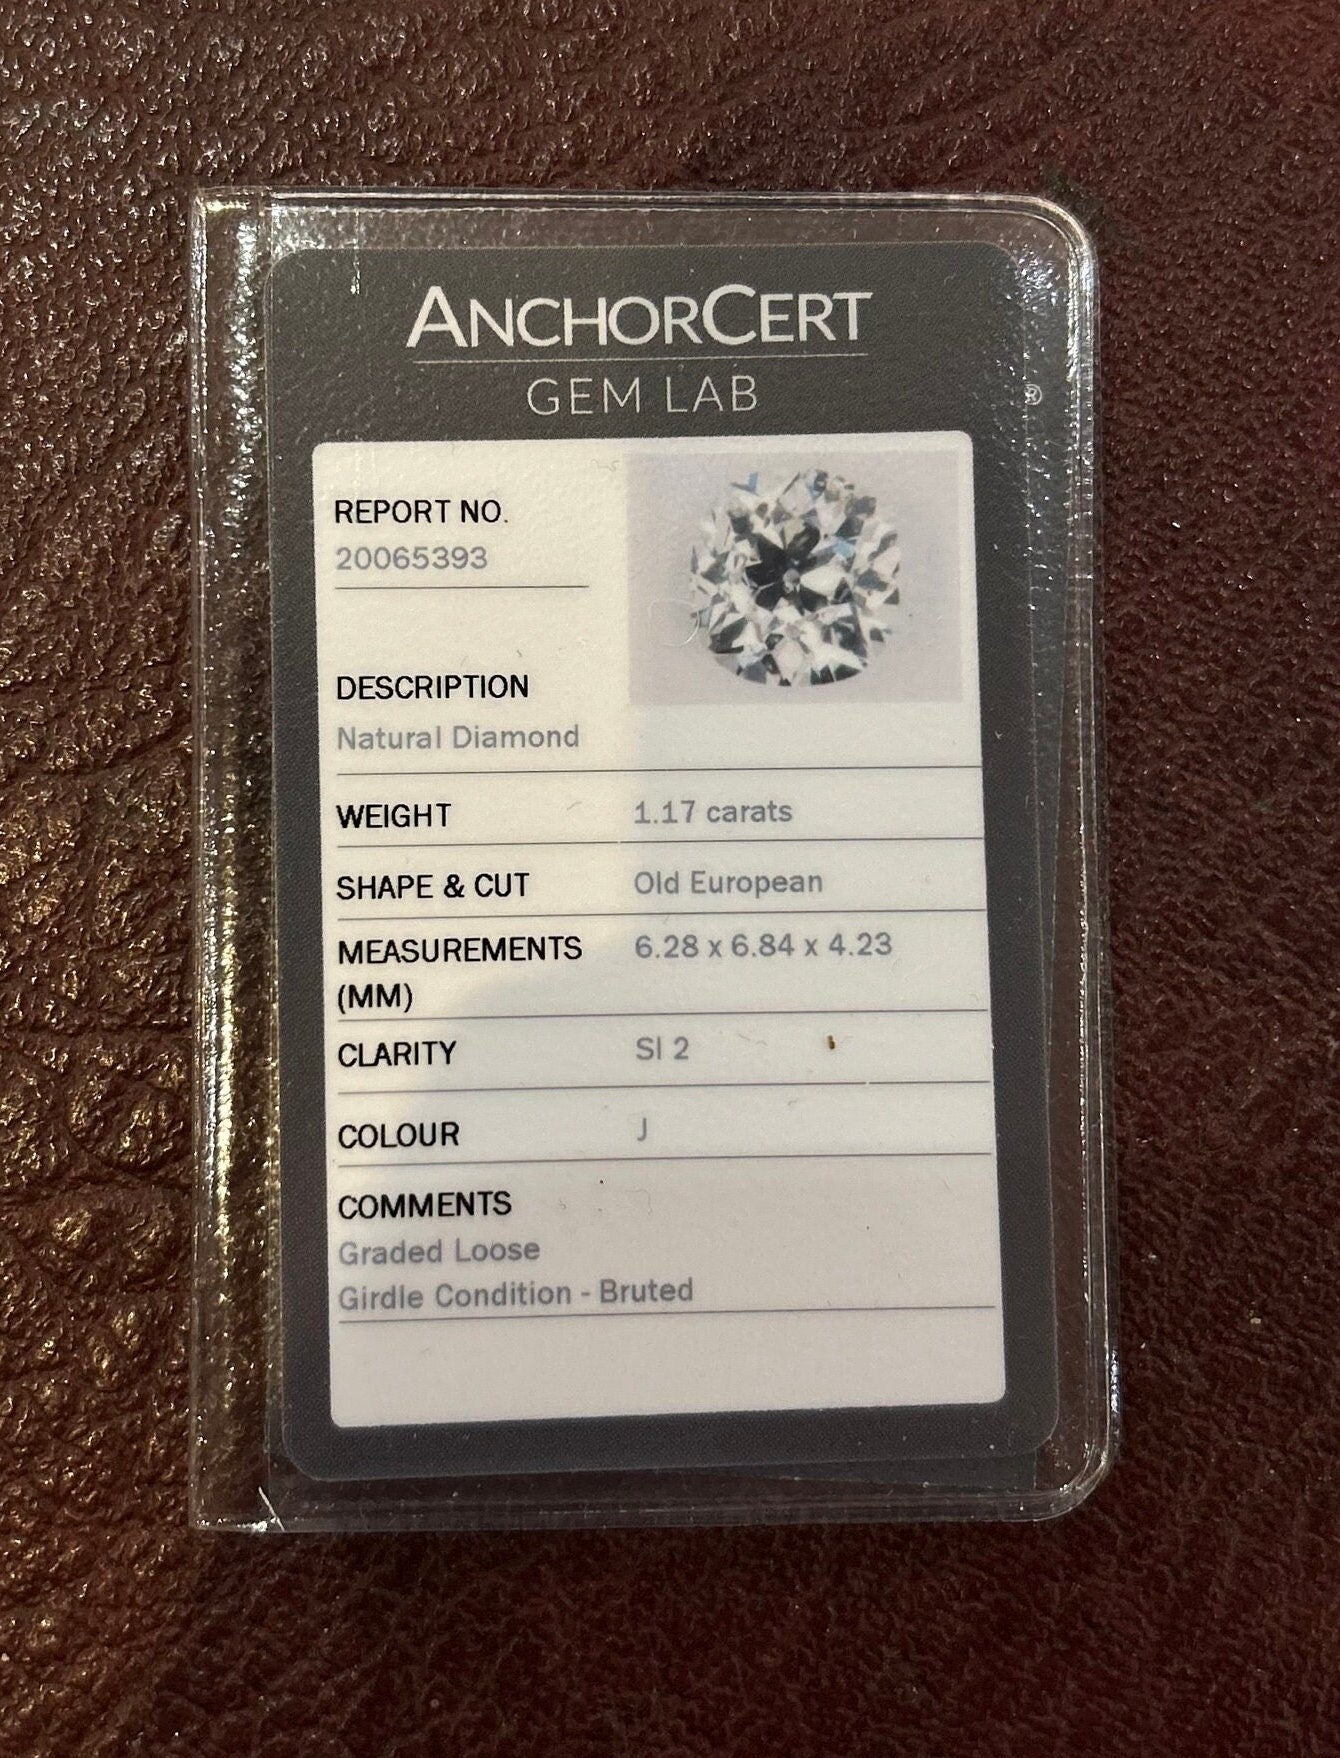 ANCHORCERT
GEM LAB
®
REPORT NO.
20065393
DESCRIPTION
Natural Diamond
WEIGHT 1.17 carats
SHAPE & CUT Old European
MEASUREMENTS 6.28 x 6.84 x 4.23
(MM)
CLARITY SI 2
COLOUR J
COMMENTS
Graded Loose
Girdle Condition - Bruted